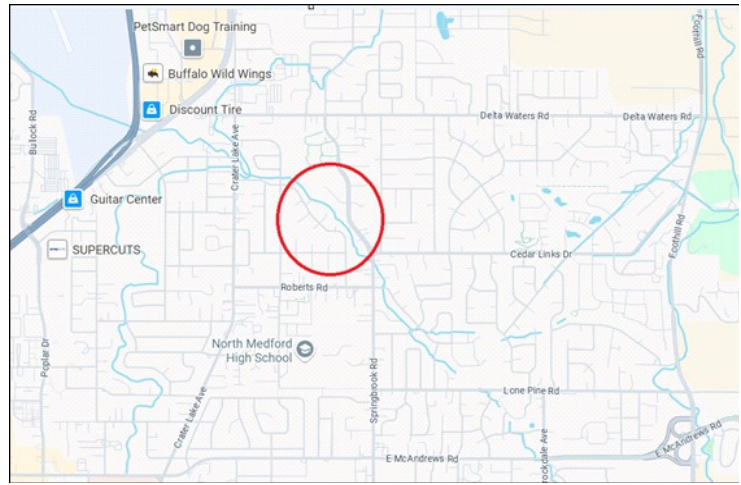 PetSmart Dog Training
Buffalo Wild Wings
Discount Tire
Bullock Rd
Crater Lake Ave
Delta Waters Rd
Delta Waters Rd
Foothill Rd
Guitar Center
SUPERCUTS
Cedar Links Dr
Foothill Rd
Roberts Rd
North Medford
High School
Poplar Dr
Crater Lake Ave
Springbrook Rd
Lone Pine Rd
E McAndrews Rd
E McAndrews Rd
rockdale Ave